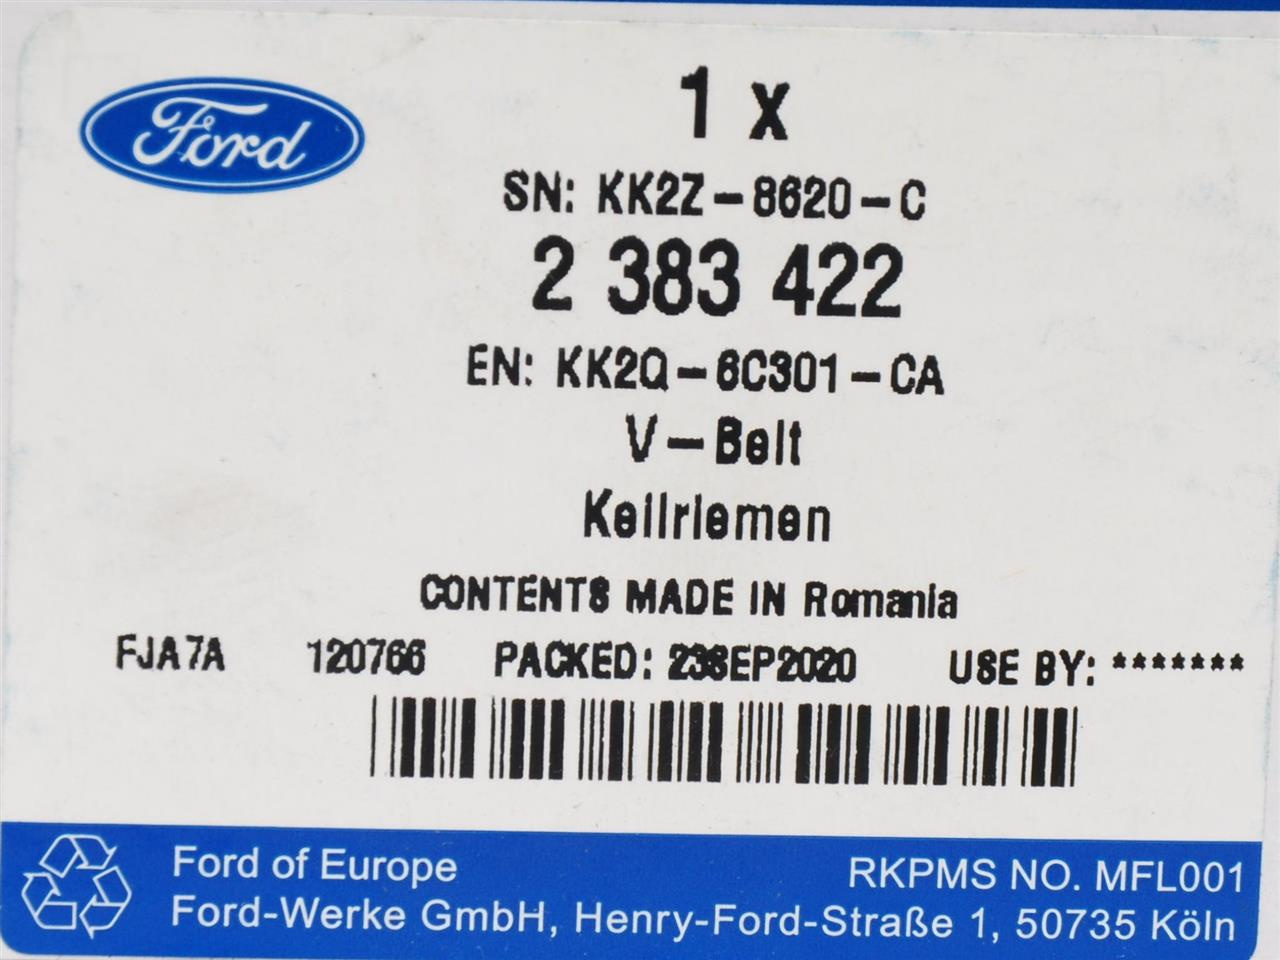 Ford
1 x
SN: KK2Z-8620-C
2 383 422
EN: KK2Q-6C301-CA
V-Belt
Keilriemen
CONTENTS MADE IN Romania
FJA7A 120766 PACKED: 23SEP2020 USE BY: *******
Ford of Europe RKPMS NO. MFL001
Ford-Werke GmbH, Henry-Ford-Straße 1, 50735 Köln